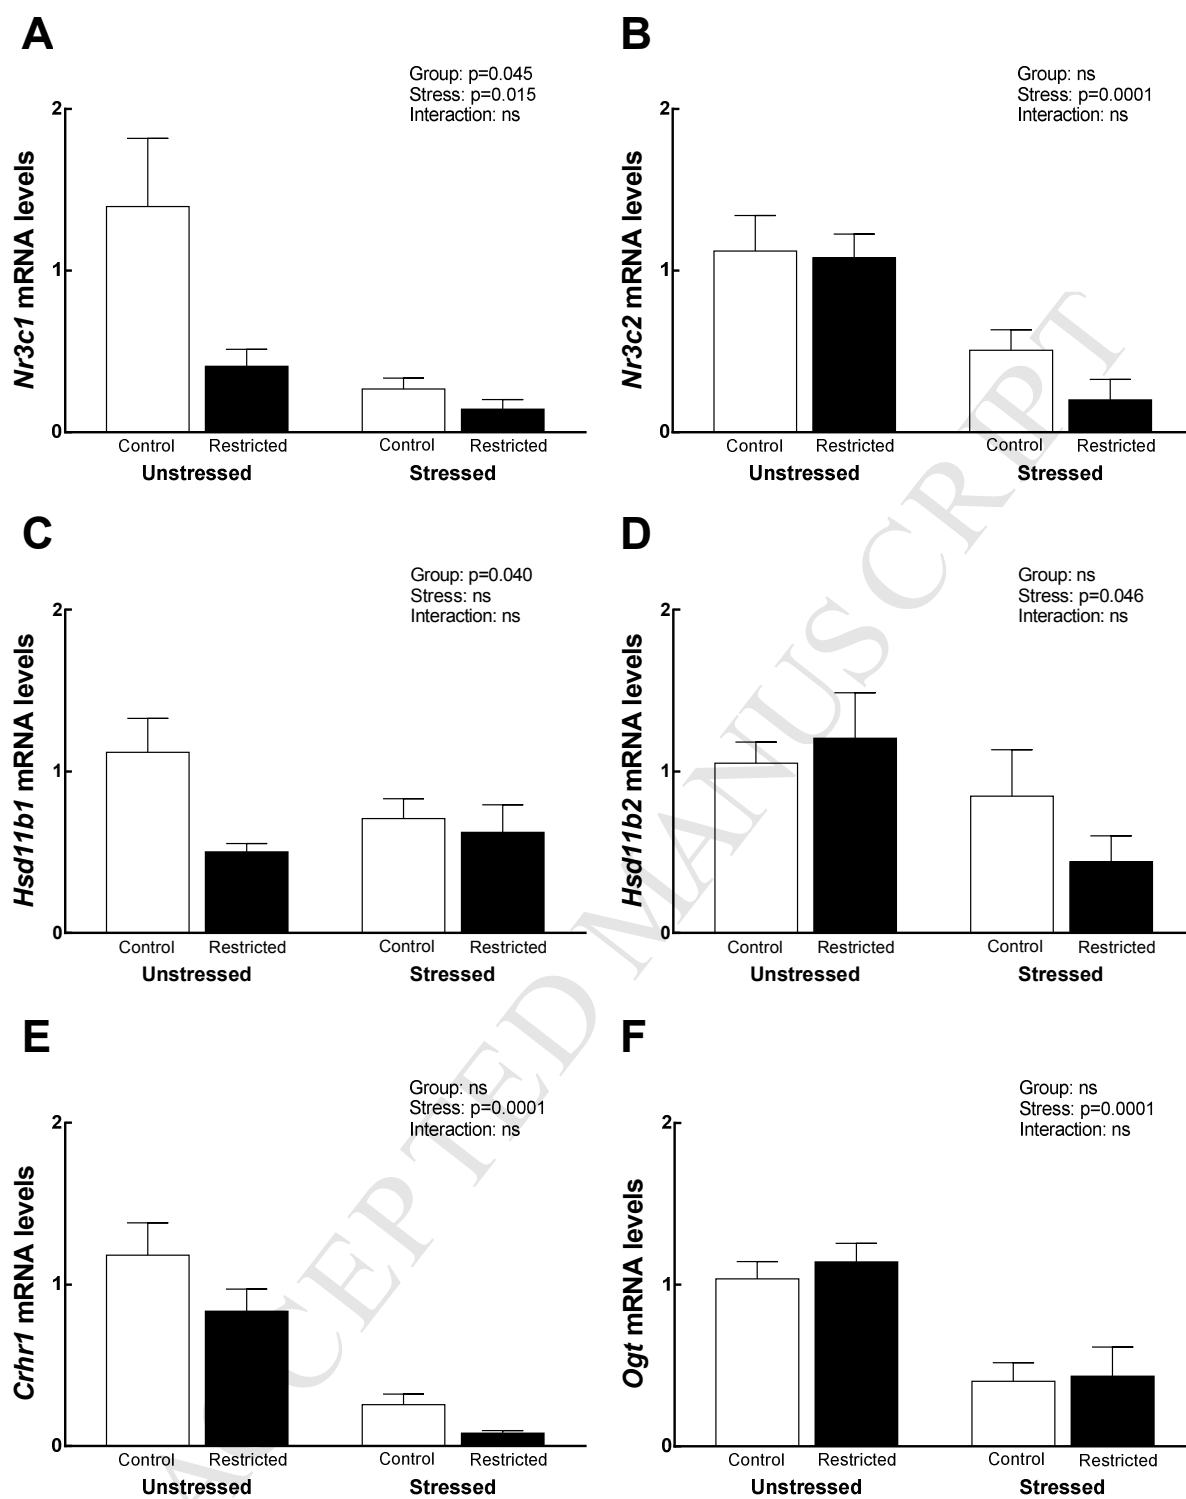 A
Group: p=0.045
Stress: p=0.015
Interaction: ns
Nr3c1 mRNA levels
2
1
0
Control Restricted Control Restricted
Unstressed Stressed
B
Group: ns
Stress: p=0.0001
Interaction: ns
Nr3c2 mRNA levels
2
1
0
Control Restricted Control Restricted
Unstressed Stressed
C
Group: p=0.040
Stress: ns
Interaction: ns
Hsd11b1 mRNA levels
2
1
0
Control Restricted Control Restricted
Unstressed Stressed
D
Group: ns
Stress: p=0.046
Interaction: ns
Hsd11b2 mRNA levels
2
1
0
Control Restricted Control Restricted
Unstressed Stressed
E
Group: ns
Stress: p=0.0001
Interaction: ns
Crhr1 mRNA levels
2
1
0
Control Restricted Control Restricted
Unstressed Stressed
F
Group: ns
Stress: p=0.0001
Interaction: ns
Ogt mRNA levels
2
1
0
Control Restricted Control Restricted
Unstressed Stressed
ACCEPTED MANUSCRIPT